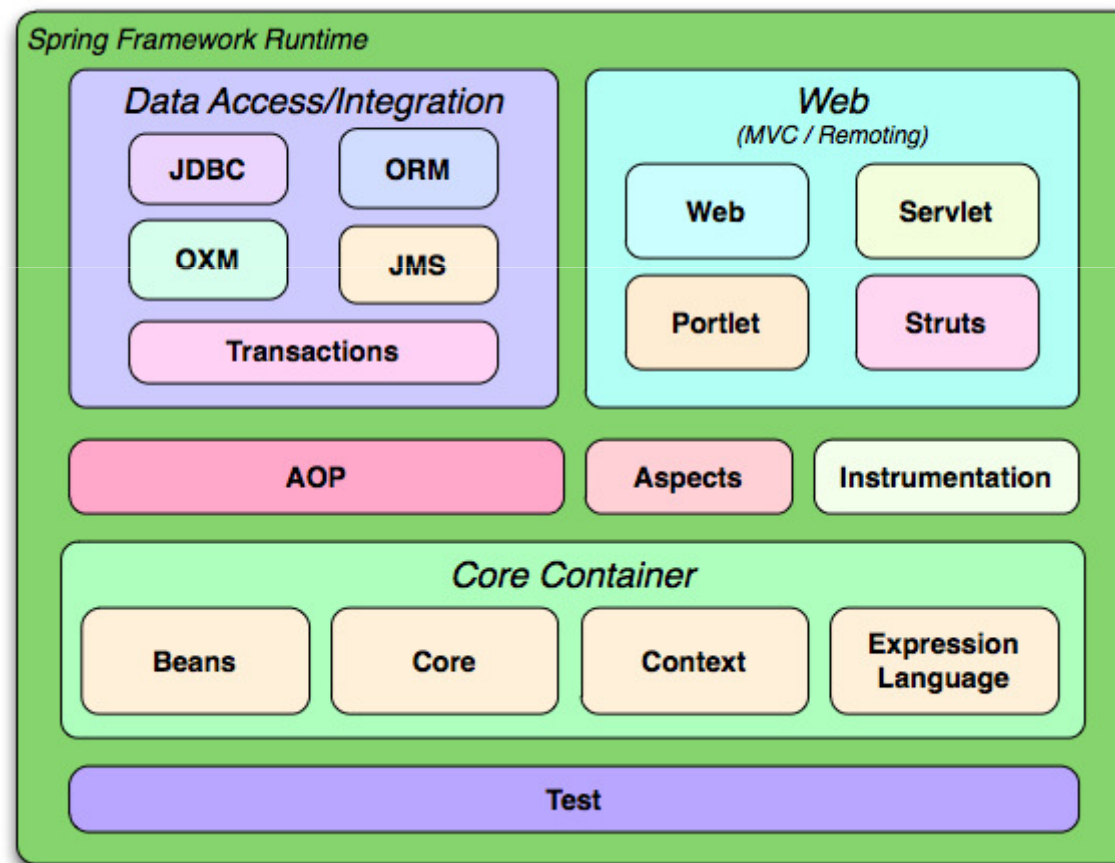 Spring Framework Runtime
Data Access/Integration
JDBC
ORM
OXM
JMS
Transactions
Web
(MVC / Remoting)
Web
Servlet
Portlet
Struts
AOP
Aspects
Instrumentation
Core Container
Beans
Core
Context
Expression
Language
Test